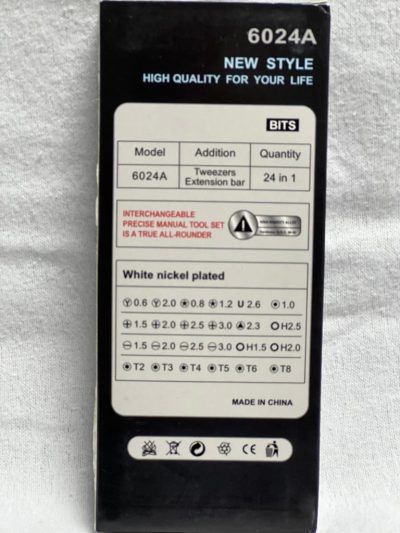 6024A
NEW STYLE
HIGH QUALITY FOR YOUR LIFE
BITS
Model Addition Quantity
6024A Tweezers Extension bar 24 in 1
INTERCHANGEABLE
PRECISE MANUAL TOOL SET
IS A TRUE ALL-ROUNDER
White nickel plated
0.6 2.0 0.8 1.2 U 2.6 1.0
1.5 2.0 2.5 3.0 2.3 H2.5
1.5 2.0 2.5 3.0 H1.5 H2.0
T2 T3 T4 T5 T6 T8
MADE IN CHINA
CE